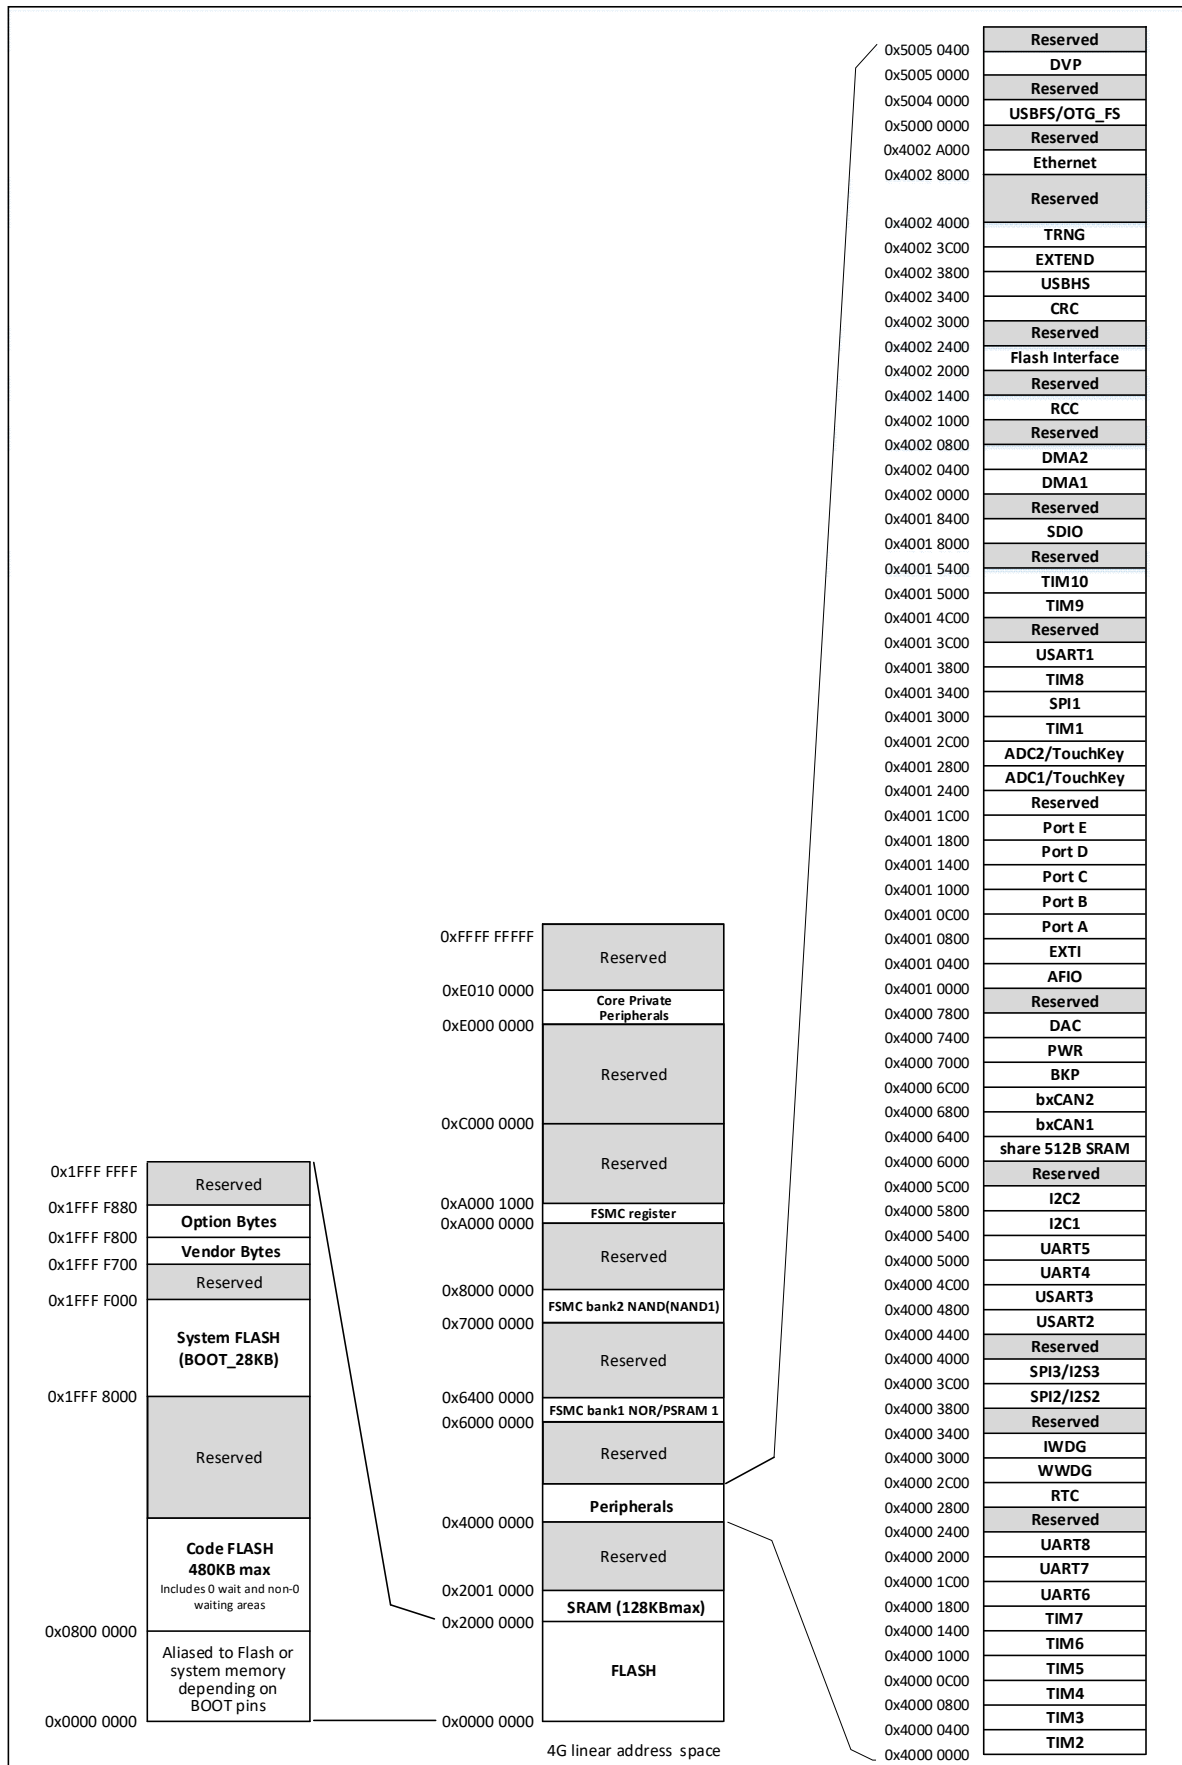 0x1FFF FFFF
Reserved
0x1FFF F880
Option Bytes
0x1FFF F800
Vendor Bytes
0x1FFF F700
Reserved
0x1FFF F000
System FLASH
(BOOT_28KB)
0x1FFF 8000
Reserved
Code FLASH
480KB max
Includes 0 wait and non-0
waiting areas
0x0800 0000
Aliased to Flash or
system memory
depending on
BOOT pins
0x0000 0000
0xFFFF FFFFF
Reserved
0xE010 0000
Core Private
Peripherals
0xE000 0000
Reserved
0xC000 0000
Reserved
0xA000 1000
FSMC register
0xA000 0000
Reserved
0x8000 0000
FSMC bank2 NAND(NAND1)
0x7000 0000
Reserved
0x6400 0000
FSMC bank1 NOR/PSRAM 1
0x6000 0000
Reserved
Peripherals
0x4000 0000
Reserved
0x2001 0000
SRAM (128KBmax)
0x2000 0000
FLASH
0x0000 0000
4G linear address space
Reserved
0x5005 0400
DVP
0x5005 0000
Reserved
0x5004 0000
USBFS/OTG_FS
0x5000 0000
Reserved
0x4002 A000
Ethernet
0x4002 8000
Reserved
0x4002 4000
TRNG
0x4002 3C00
EXTEND
0x4002 3800
USBHS
0x4002 3400
CRC
0x4002 3000
Reserved
0x4002 2400
Flash Interface
0x4002 2000
Reserved
0x4002 1400
RCC
0x4002 1000
Reserved
0x4002 0800
DMA2
0x4002 0400
DMA1
0x4002 0000
Reserved
0x4001 8400
SDIO
0x4001 8000
Reserved
0x4001 5400
TIM10
0x4001 5000
TIM9
0x4001 4C00
Reserved
0x4001 3C00
USART1
0x4001 3800
TIM8
0x4001 3400
SPI1
0x4001 3000
TIM1
0x4001 2C00
ADC2/TouchKey
0x4001 2800
ADC1/TouchKey
0x4001 2400
Reserved
0x4001 1C00
Port E
0x4001 1800
Port D
0x4001 1400
Port C
0x4001 1000
Port B
0x4001 0C00
Port A
0x4001 0800
EXTI
0x4001 0400
AFIO
0x4001 0000
Reserved
0x4000 7800
DAC
0x4000 7400
PWR
0x4000 7000
BKP
0x4000 6C00
bxCAN2
0x4000 6800
bxCAN1
0x4000 6400
share 512B SRAM
0x4000 6000
Reserved
0x4000 5C00
I2C2
0x4000 5800
I2C1
0x4000 5400
UART5
0x4000 5000
UART4
0x4000 4C00
USART3
0x4000 4800
USART2
0x4000 4400
Reserved
0x4000 4000
SPI3/I2S3
0x4000 3C00
SPI2/I2S2
0x4000 3800
Reserved
0x4000 3400
IWDG
0x4000 3000
WWDG
0x4000 2C00
RTC
0x4000 2800
Reserved
0x4000 2400
UART8
0x4000 2000
UART7
0x4000 1C00
UART6
0x4000 1800
TIM7
0x4000 1400
TIM6
0x4000 1000
TIM5
0x4000 0C00
TIM4
0x4000 0800
TIM3
0x4000 0400
TIM2
0x4000 0000